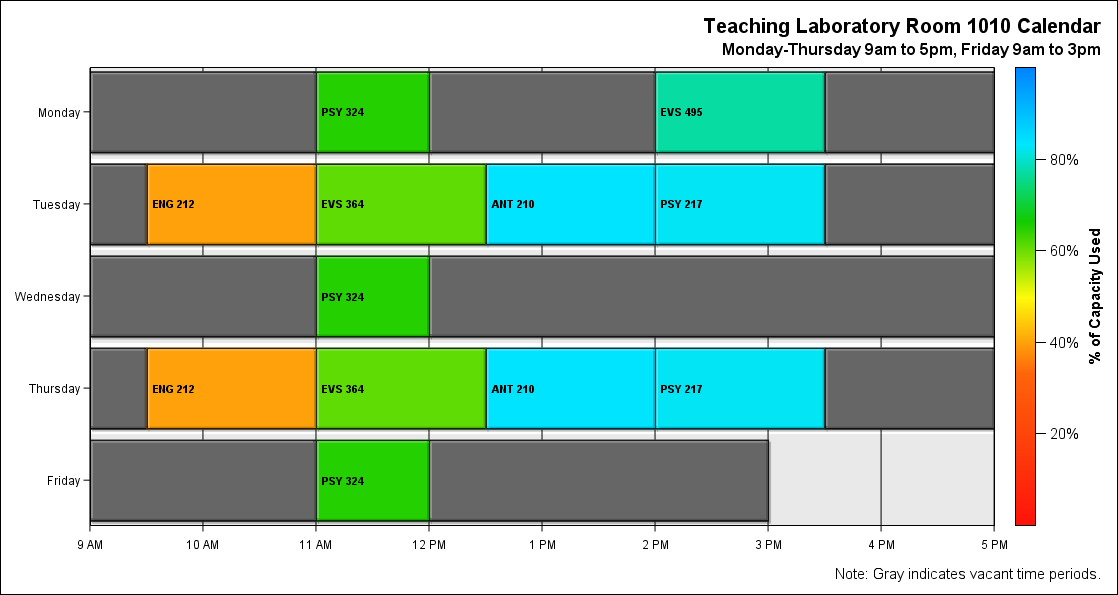 Teaching Laboratory Room 1010 Calendar
Monday-Thursday 9am to 5pm, Friday 9am to 3pm
Monday
PSY 324
EVS 495
Tuesday
ENG 212
EVS 364
ANT 210
PSY 217
Wednesday
PSY 324
Thursday
ENG 212
EVS 364
ANT 210
PSY 217
Friday
PSY 324
9 AM
10 AM
11 AM
12 PM
1 PM
2 PM
3 PM
4 PM
5 PM
80%
60%
40%
20%
% of Capacity Used
Note: Gray indicates vacant time periods.